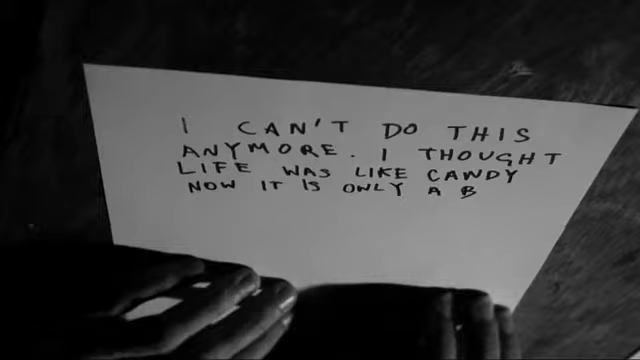 I CAN'T DO THIS
ANYMORE. I THOUGHT
LIFE WAS LIKE CANDY
NOW IT IS ONLY A B